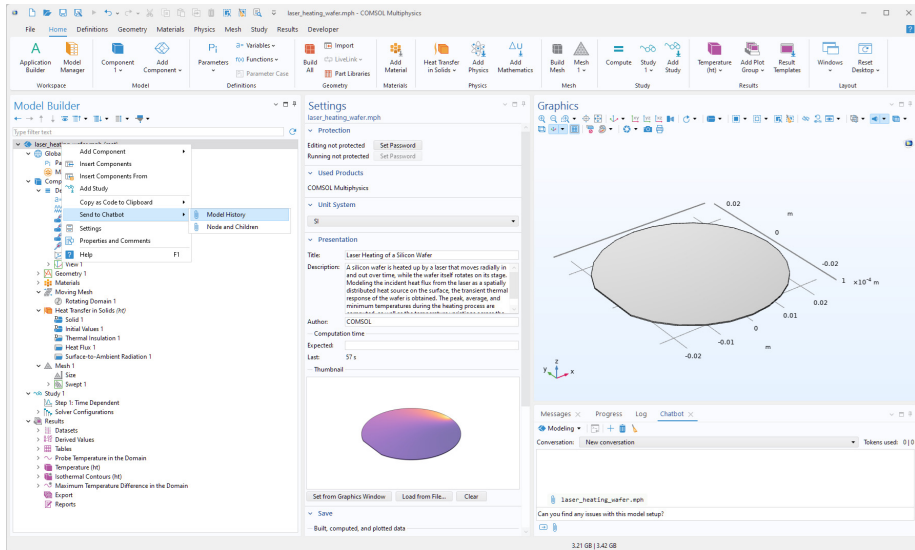 laser_heating_wafer.mph - COMSOL Multiphysics
File Home Definitions Geometry Materials Physics Mesh Study Results Developer
Application Builder
Model Manager
Workspace
Component 1
Add Component
Model
Parameters
Variables
Functions
Parameter Case
Definitions
Build All
Import
LiveLink
Part Libraries
Geometry
Add Material
Materials
Heat Transfer in Solids
Add Physics
Add Mathematics
Physics
Build Mesh
Mesh 1
Mesh
Compute
Study 1
Add Study
Study
Temperature (ht)
Add Plot Group
Result Templates
Results
Windows
Reset Desktop
Layout
Model Builder
Type filter text
Add Component
Insert Components
Insert Components From
Add Study
Copy as Code to Clipboard
Send to Chatbot
Settings
Properties and Comments
Help F1
Model History
Node and Children
View 1
Geometry 1
Materials
Moving Mesh
Rotating Domain 1
Heat Transfer in Solids (ht)
Solid 1
Initial Values 1
Thermal Insulation 1
Heat Flux 1
Surface-to-Ambient Radiation 1
Mesh 1
Size
Swept 1
Study 1
Step 1: Time Dependent
Solver Configurations
Results
Datasets
Derived Values
Tables
Probe Temperature in the Domain
Temperature (ht)
Isothermal Contours (ht)
Maximum Temperature Difference in the Domain
Export
Reports
Settings
laser_heating_wafer.mph
Protection
Editing not protected Set Password
Running not protected Set Password
Used Products
COMSOL Multiphysics
Unit System
SI
Presentation
Title: Laser Heating of a Silicon Wafer
Description: A silicon wafer is heated up by a laser that moves radially in
and out over time, while the wafer itself rotates on its stage.
Modeling the incident heat flux from the laser as a spatially
distributed heat source on the surface, the transient thermal
response of the wafer is obtained. The peak, average, and
minimum temperatures during the heating process are
Author: COMSOL
Computation time
Expected:
Last: 57 s
Thumbnail
Set from Graphics Window Load from File... Clear
Save
Built, computed, and plotted data
Graphics
0.02
m
0
-0.02
1 ×10⁻⁴ m
0.02
0.01
0
-0.01
m
-0.02
z
y
x
Messages Progress Log Chatbot
Modeling
Conversation: New conversation Tokens used: 0|0
laser_heating_wafer.mph
Can you find any issues with this model setup?
3.21 GB | 3.42 GB